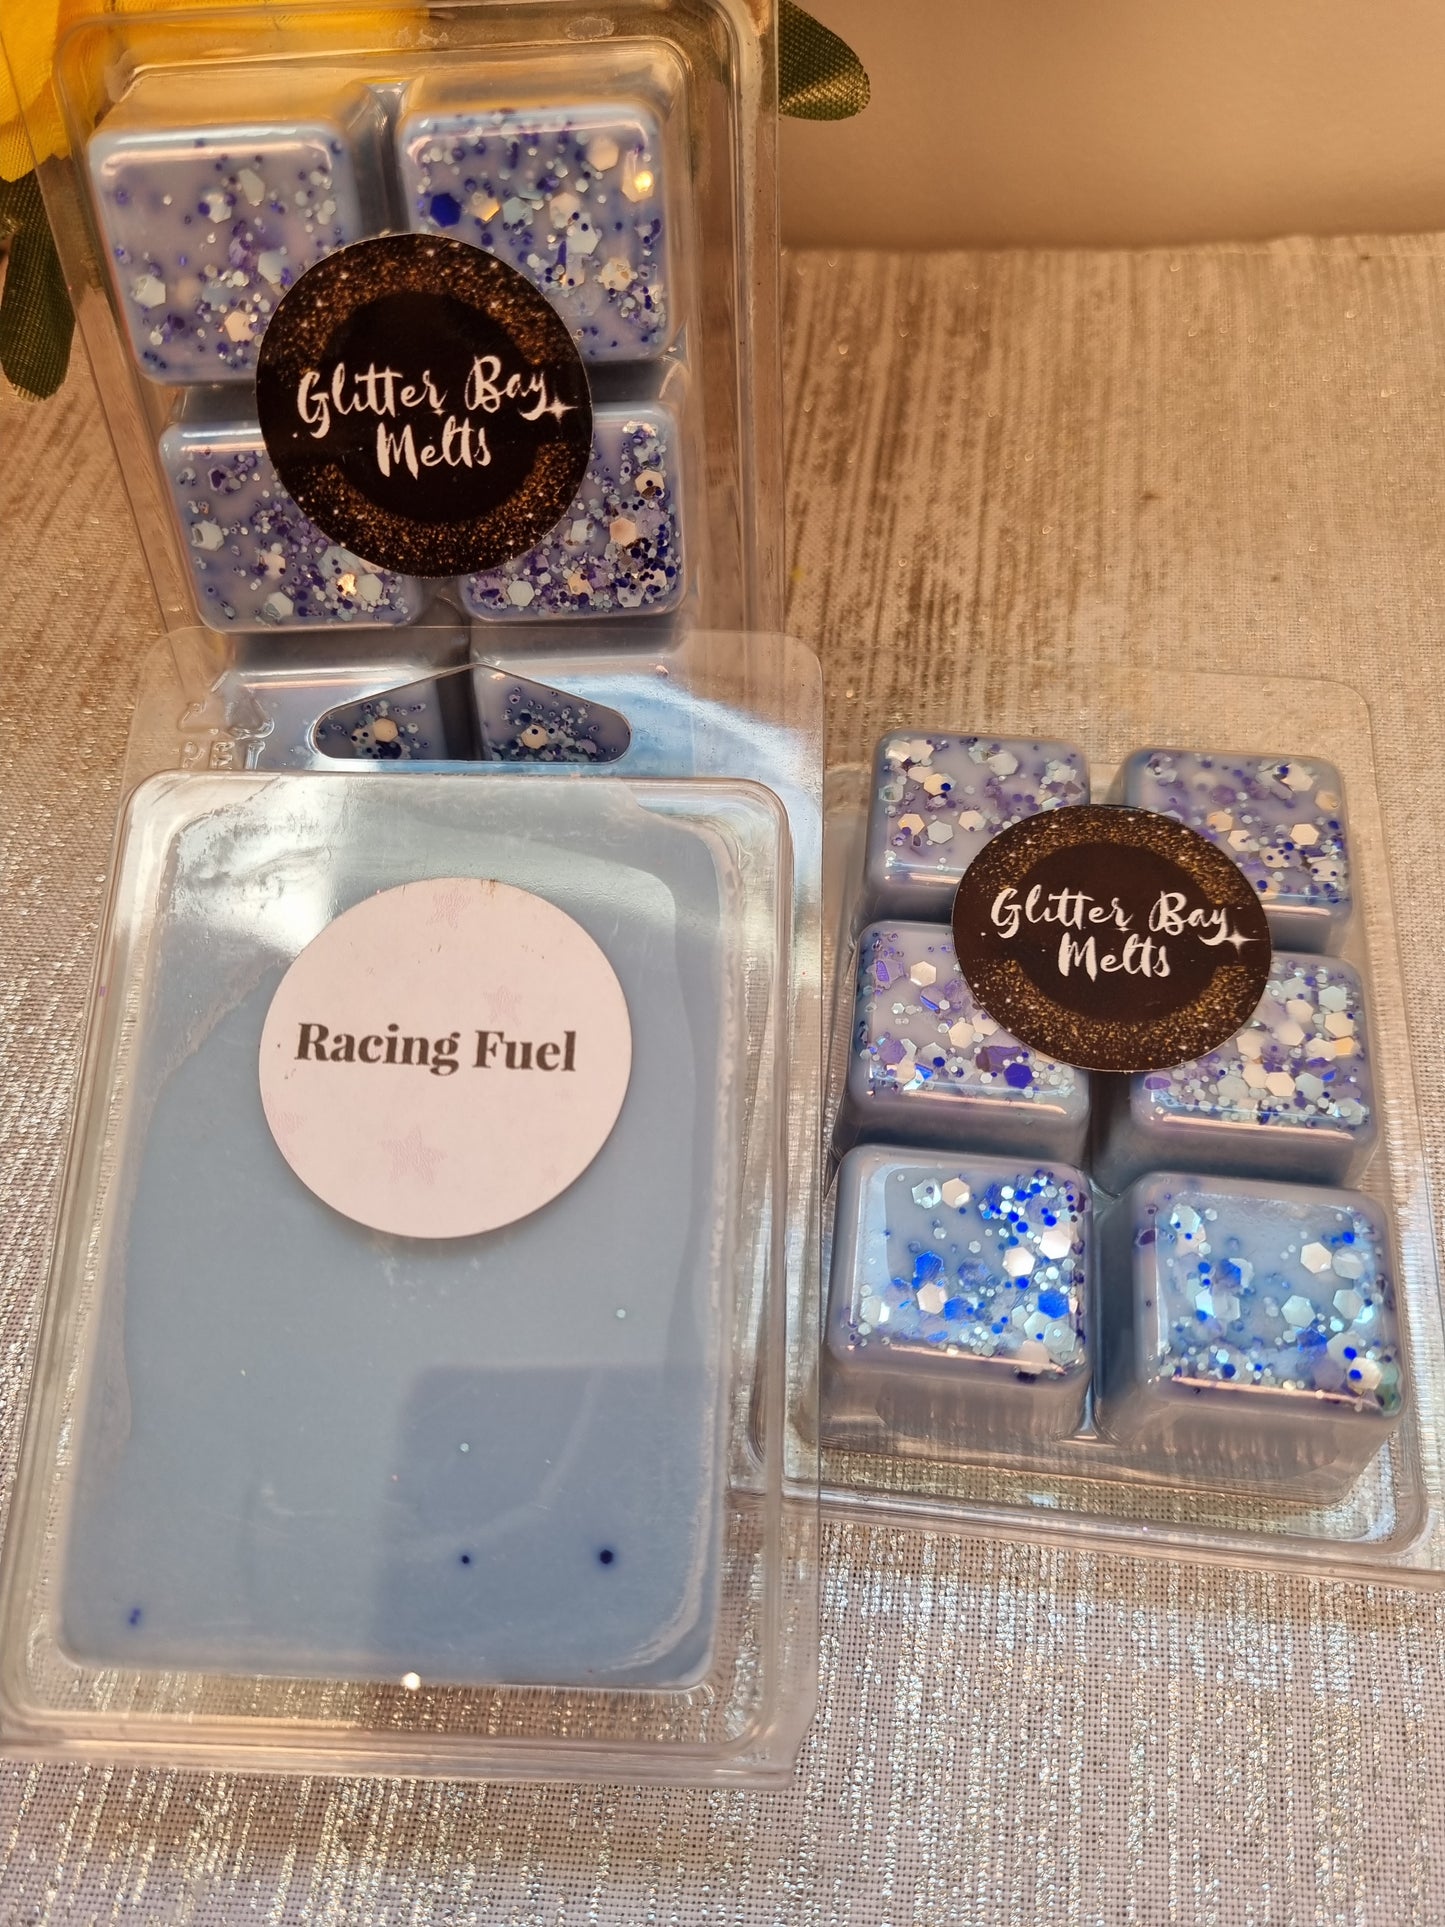 Glitter Bay
Melts
Racing Fuel
Glitter Bay
Melts